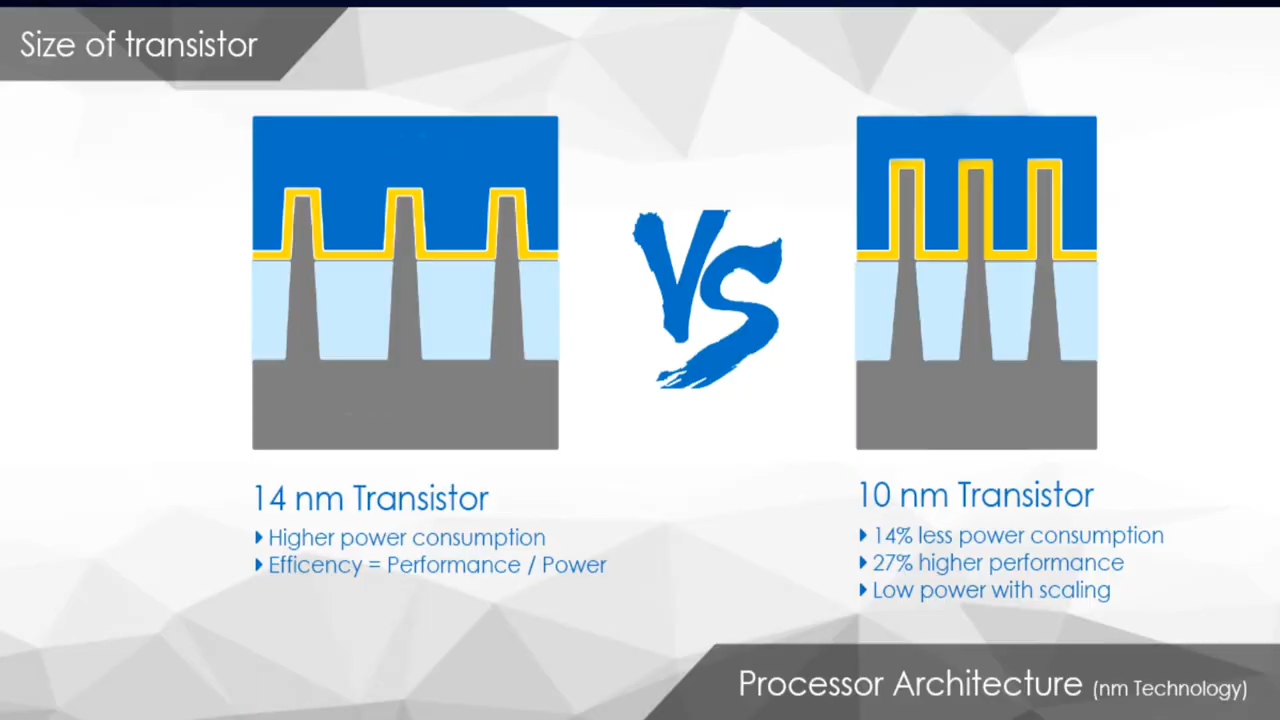 Size of transistor
VS
14 nm Transistor
Higher power consumption
Efficency = Performance / Power
10 nm Transistor
14% less power consumption
27% higher performance
Low power with scaling
Processor Architecture (nm Technology)